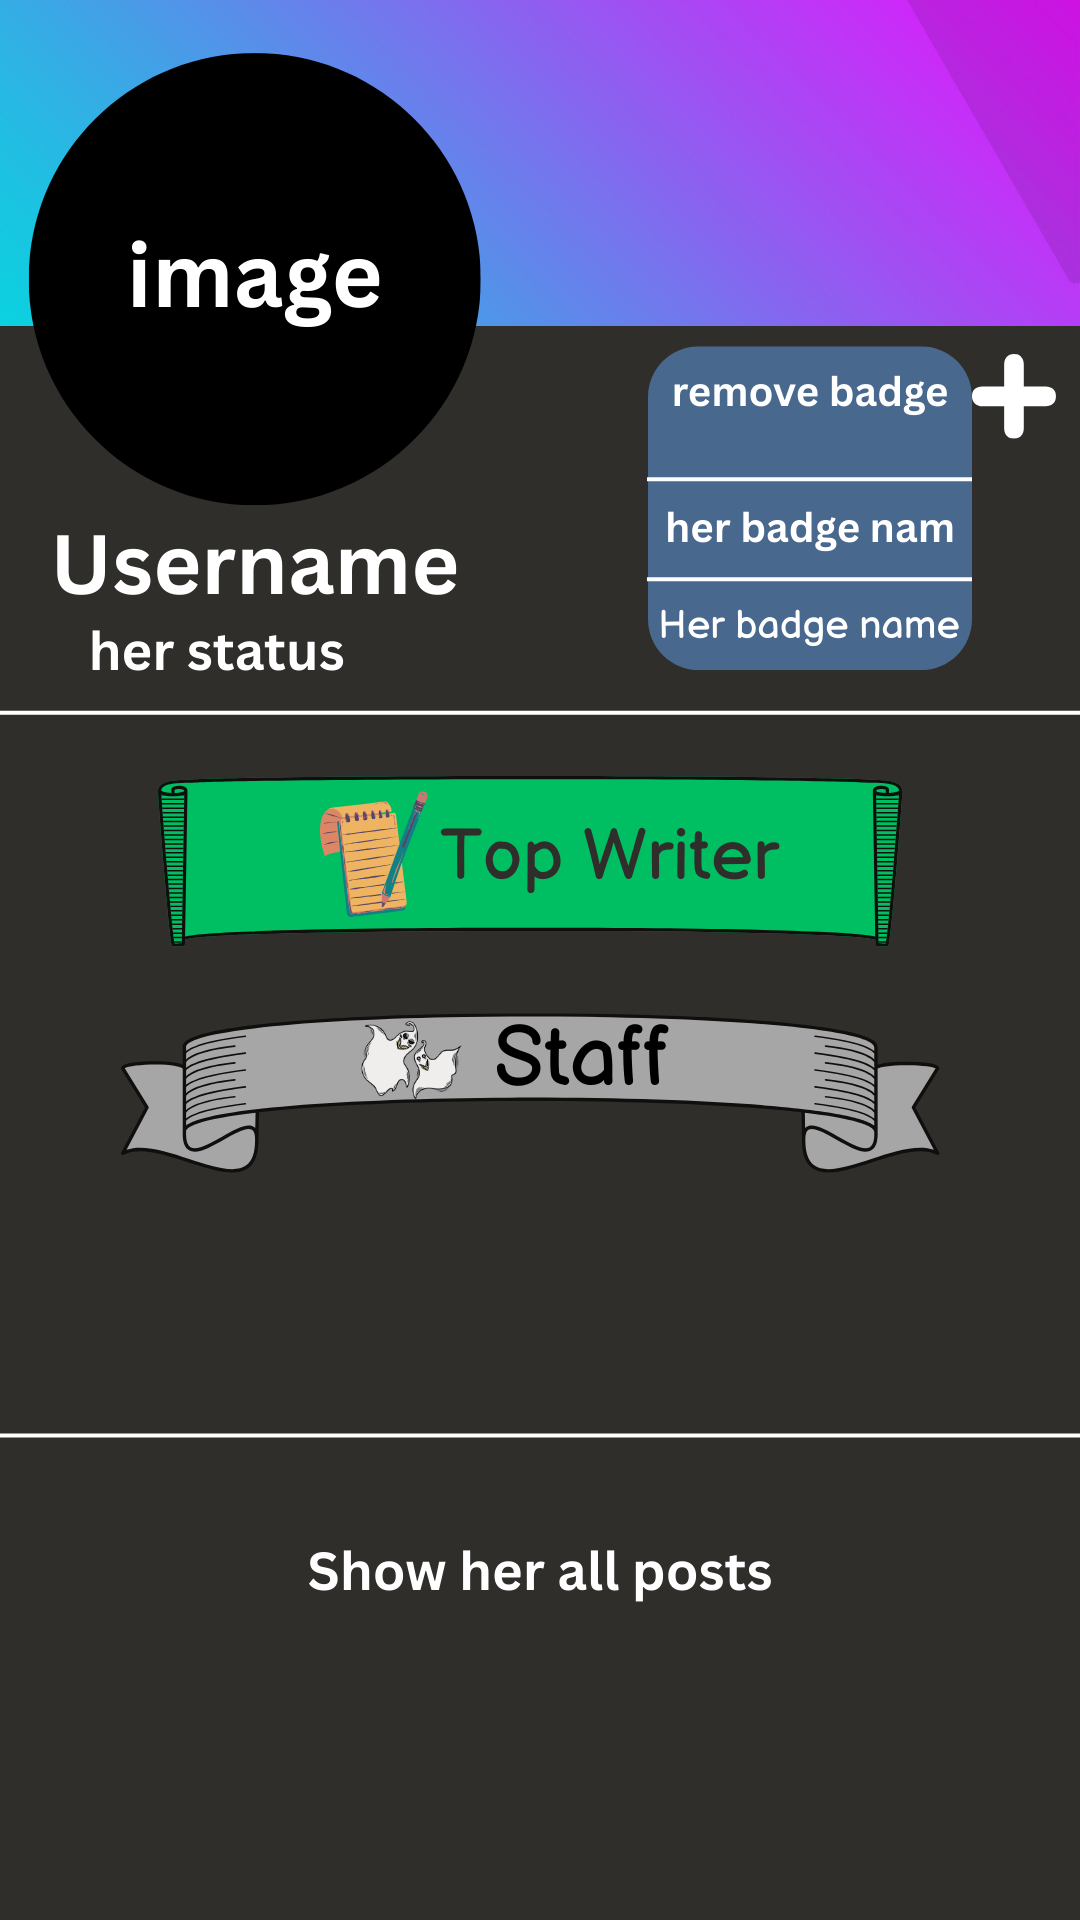 image
remove badge
her badge nam
Her badge name
Username
her status
Top Writer
Staff
Show her all posts